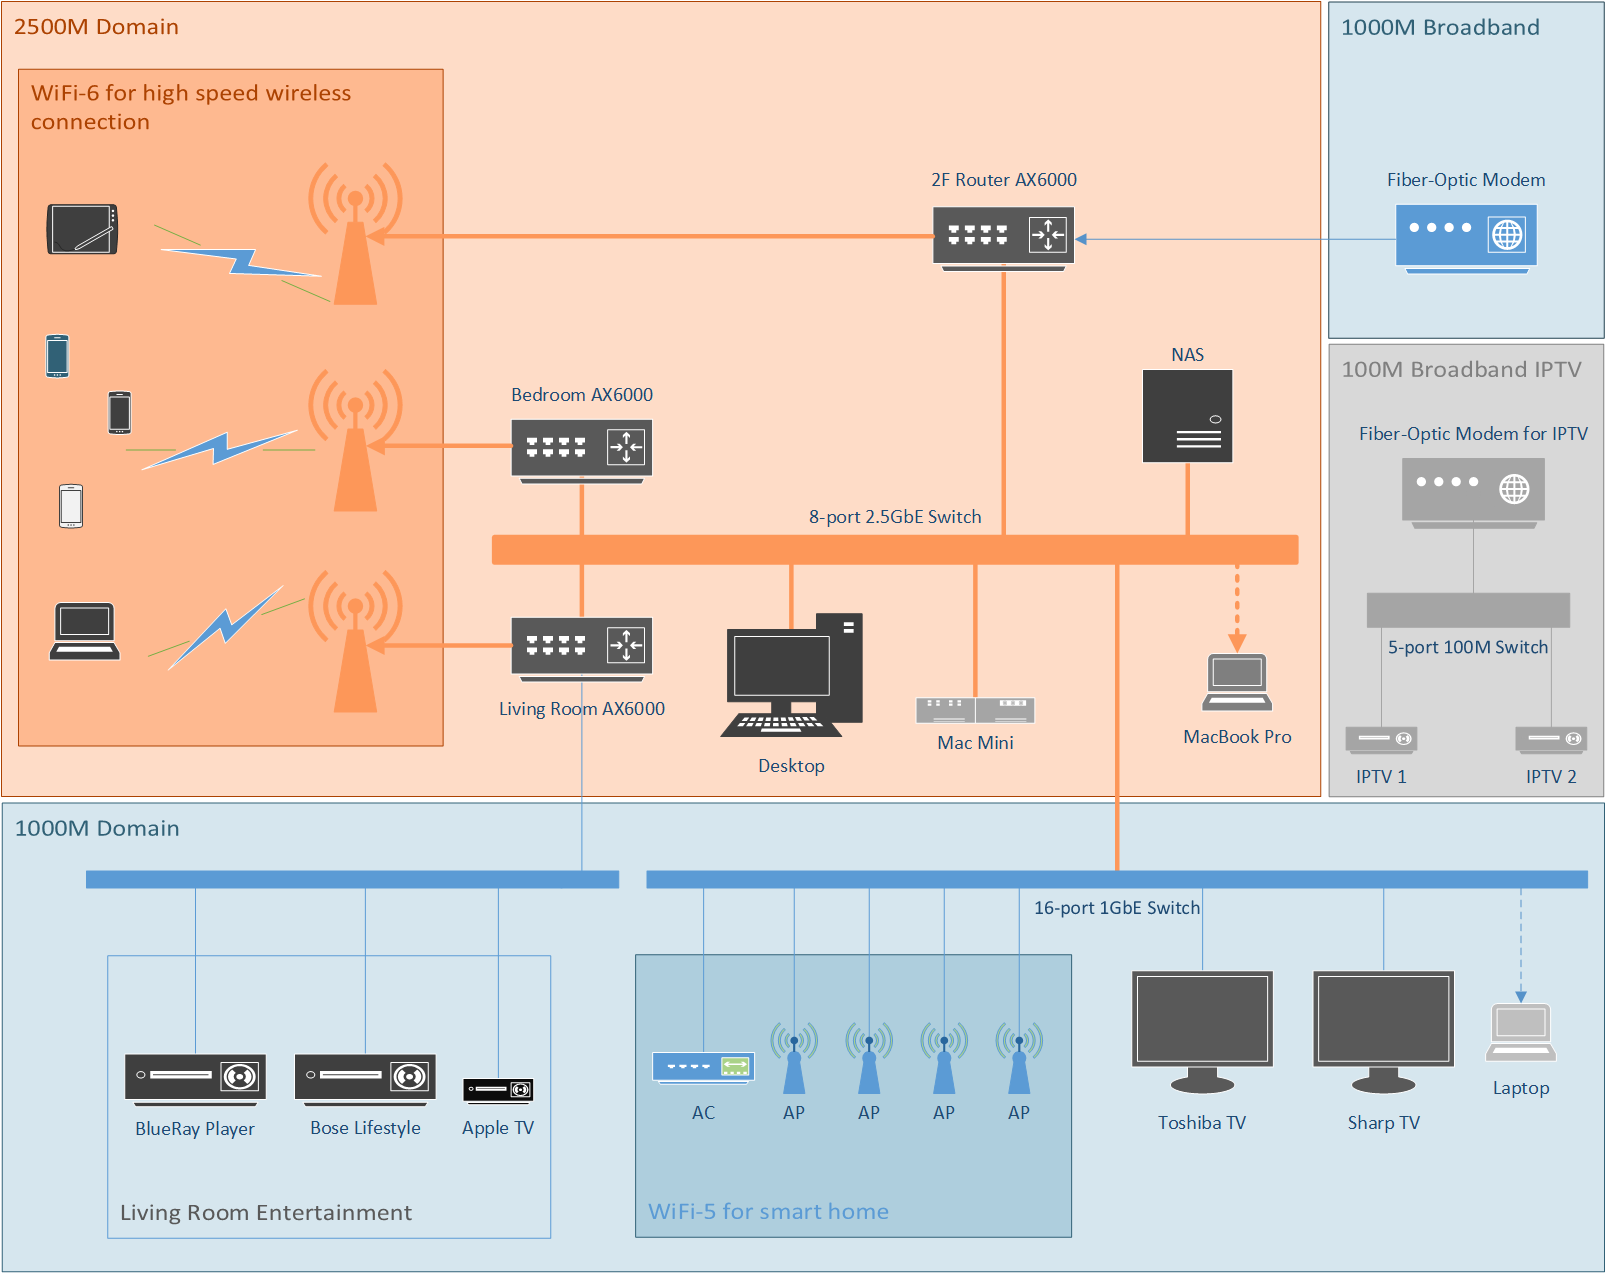 2500M Domain
WiFi-6 for high speed wireless
connection
2F Router AX6000
Bedroom AX6000
NAS
8-port 2.5GbE Switch
Living Room AX6000
Desktop
Mac Mini
MacBook Pro
1000M Broadband
Fiber-Optic Modem
100M Broadband IPTV
Fiber-Optic Modem for IPTV
5-port 100M Switch
IPTV 1
IPTV 2
1000M Domain
16-port 1GbE Switch
BlueRay Player
Bose Lifestyle
Apple TV
Living Room Entertainment
AC
AP
AP
AP
AP
WiFi-5 for smart home
Toshiba TV
Sharp TV
Laptop